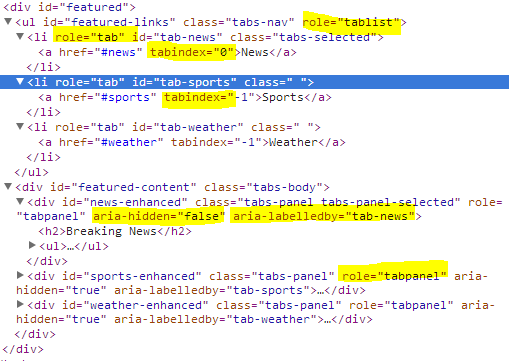 <div id="featured">
▼<ul id="featured-links" class="tabs-nav" role="tablist">
▼<li role="tab" id="tab-news" class="tabs-selected">
<a href="#news" tabindex="0">News</a>
</li>
▼<li role="tab" id="tab-sports" class=" ">
<a href="#sports" tabindex="-1">Sports</a>
</li>
▼<li role="tab" id="tab-weather" class=" ">
<a href="#weather" tabindex="-1">Weather</a>
</li>
</ul>
▼<div id="featured-content" class="tabs-body">
▼<div id="news-enhanced" class="tabs-panel tabs-panel-selected" role=
"tabpanel" aria-hidden="false" aria-labelledby="tab-news">
<h2>Breaking News</h2>
▶<ul>…</ul>
</div>
▶<div id="sports-enhanced" class="tabs-panel" role="tabpanel" aria-
hidden="true" aria-labelledby="tab-sports">…</div>
▶<div id="weather-enhanced" class="tabs-panel" role="tabpanel" aria-
hidden="true" aria-labelledby="tab-weather">…</div>
</div>
</div>